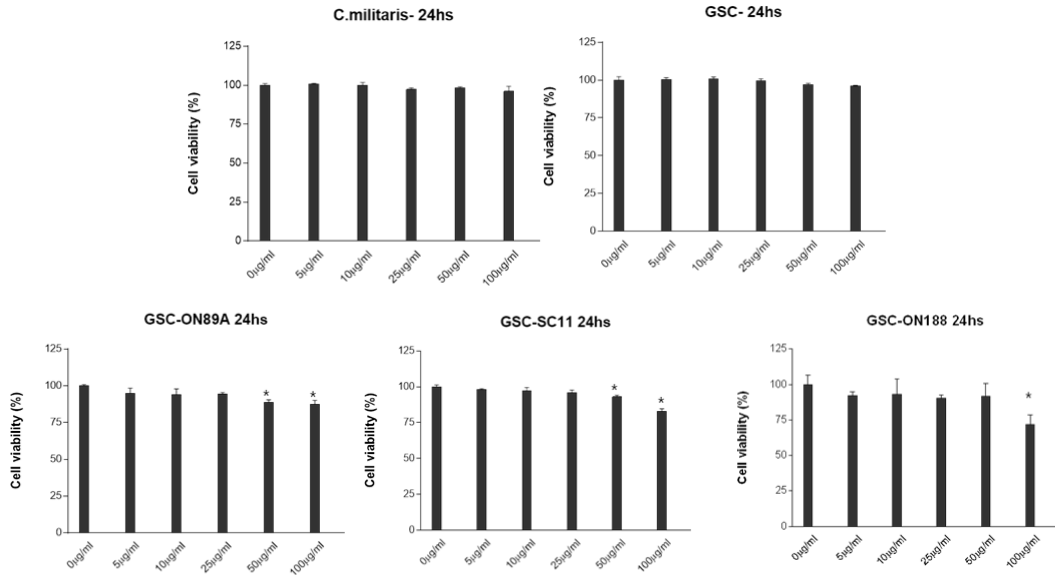 C.militaris- 24hs
Cell viability (%)
125
100
75
50
25
0
0µg/ml
5µg/ml
10µg/ml
25µg/ml
50µg/ml
100µg/ml
GSC- 24hs
Cell viability (%)
125
100
75
50
25
0
0µg/ml
5µg/ml
10µg/ml
25µg/ml
50µg/ml
100µg/ml
GSC-ON89A 24hs
Cell viability (%)
125
100
75
50
25
0
* *
0µg/ml
5µg/ml
10µg/ml
25µg/ml
50µg/ml
100µg/ml
GSC-SC11 24hs
Cell viability (%)
125
100
75
50
25
0
* *
0µg/ml
5µg/ml
10µg/ml
25µg/ml
50µg/ml
100µg/ml
GSC-ON188 24hs
Cell viability (%)
125
100
75
50
25
0
*
0µg/ml
5µg/ml
10µg/ml
25µg/ml
50µg/ml
100µg/ml